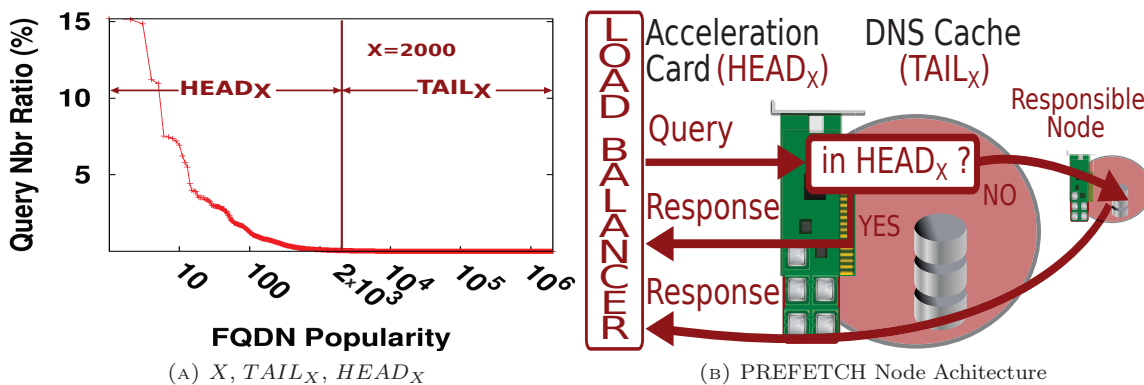 15
10
5
Query Nbr Ratio (%)
X=2000
HEADX
TAILX
10
100
2x10³
10⁴
10⁵
10⁶
FQDN Popularity
(A) X, TAILX, HEADX
LOAD BALANCER
Acceleration
Card (HEADX)
DNS Cache
(TAILX)
Responsible
Node
Query
in HEADX ?
NO
YES
Response
Response
(B) PREFETCH Node Achitecture